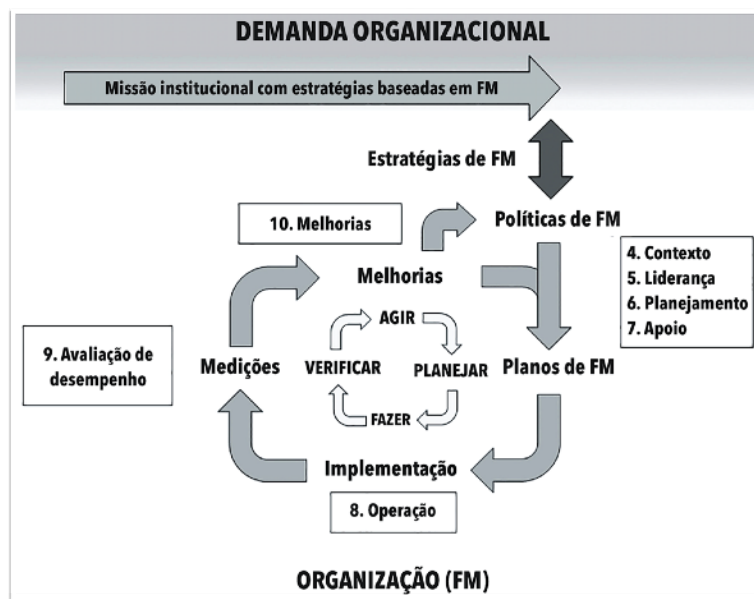 DEMANDA ORGANIZACIONAL
Missão institucional com estratégias baseadas em FM
Estratégias de FM
10. Melhorias
Políticas de FM
4. Contexto
5. Liderança
6. Planejamento
7. Apoio
Melhorias
AGIR
9. Avaliação de
desempenho
Medições
VERIFICAR
PLANEJAR
Planos de FM
FAZER
Implementação
8. Operação
ORGANIZAÇÃO (FM)